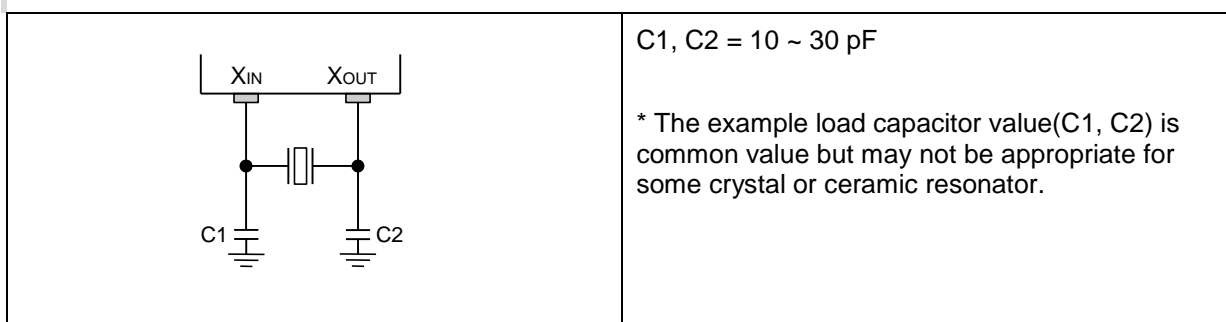 XIN XOUT
C1 C2
C1, C2 = 10 ~ 30 pF
* The example load capacitor value(C1, C2) is
common value but may not be appropriate for
some crystal or ceramic resonator.